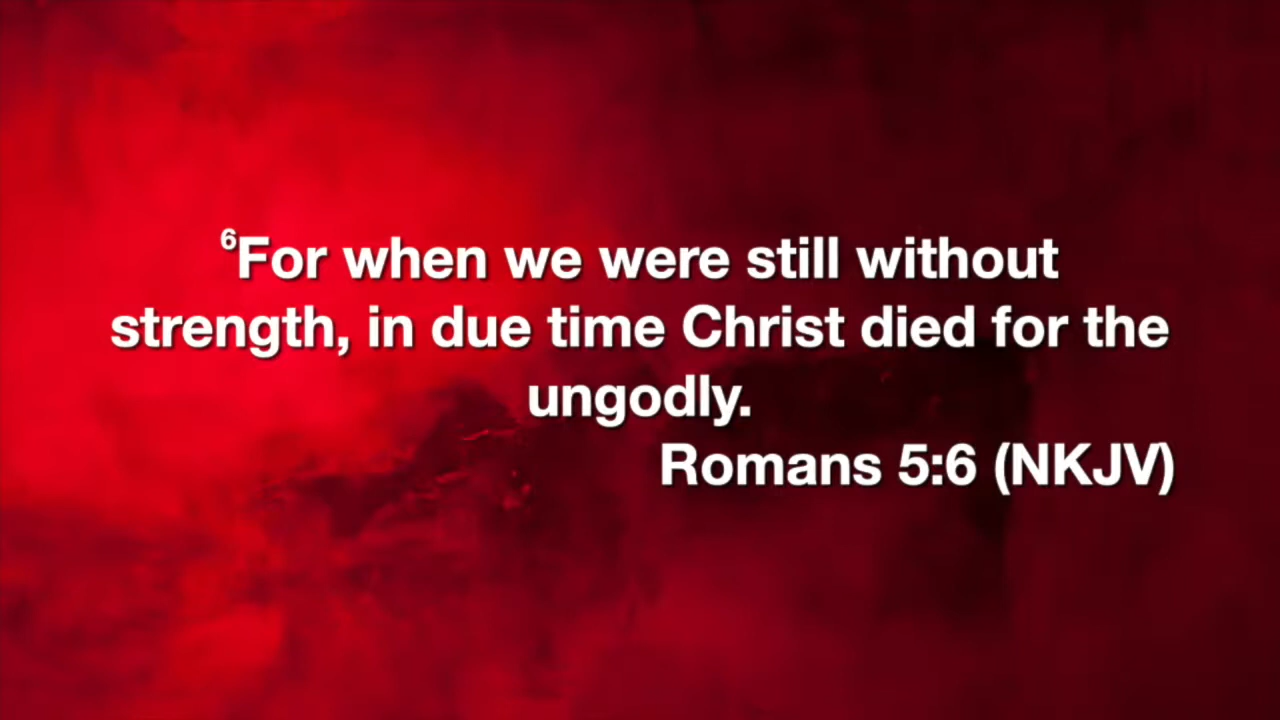 ⁶For when we were still without
strength, in due time Christ died for the
ungodly.
Romans 5:6 (NKJV)